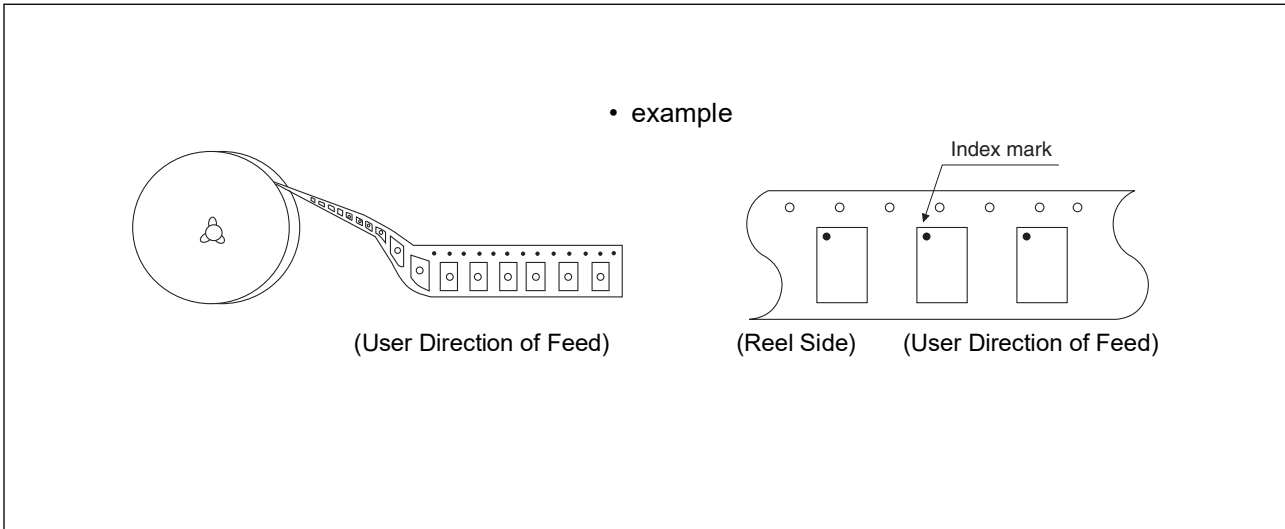 • example
Index mark
(User Direction of Feed)
(Reel Side)
(User Direction of Feed)